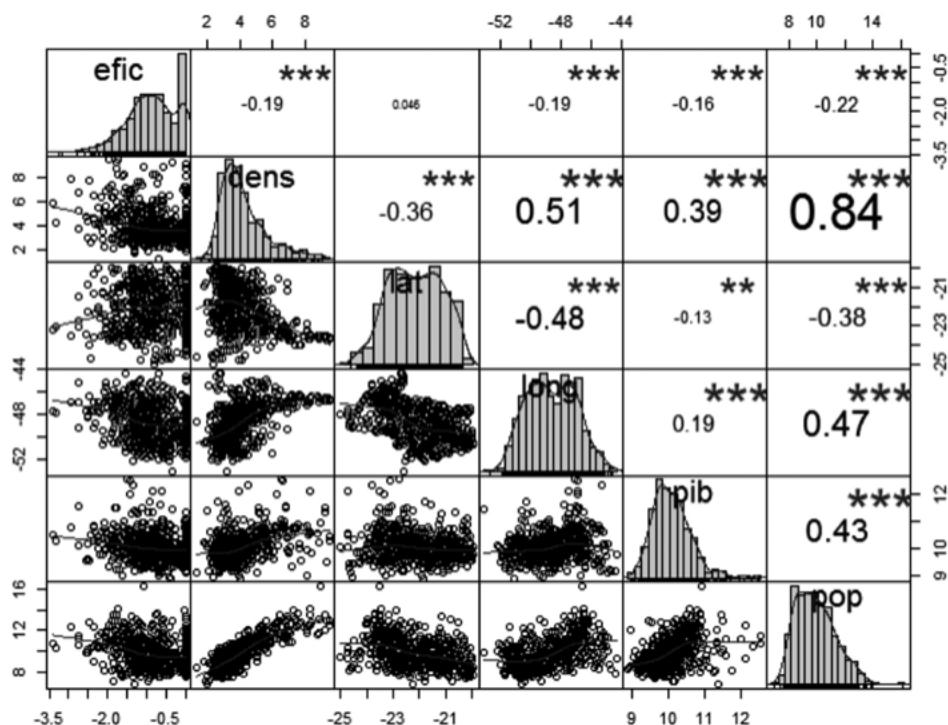 2 4 6 8 -52 -48 -44 8 10 14
efic *** *** *** ***
-0.19 0.046 -0.19 -0.16 -0.22
-3.5 -2.0 -0.5
2 4 6 8
dens *** *** *** ***
-0.36 0.51 0.39 0.84
lat *** ** ***
-0.48 -0.13 -0.38
-25 -23 -21
-52 -48 -44
long *** ***
0.19 0.47
pib ***
0.43
9 10 12
8 12 16
pop
-3.5 -2.0 -0.5 -25 -23 -21 9 10 11 12